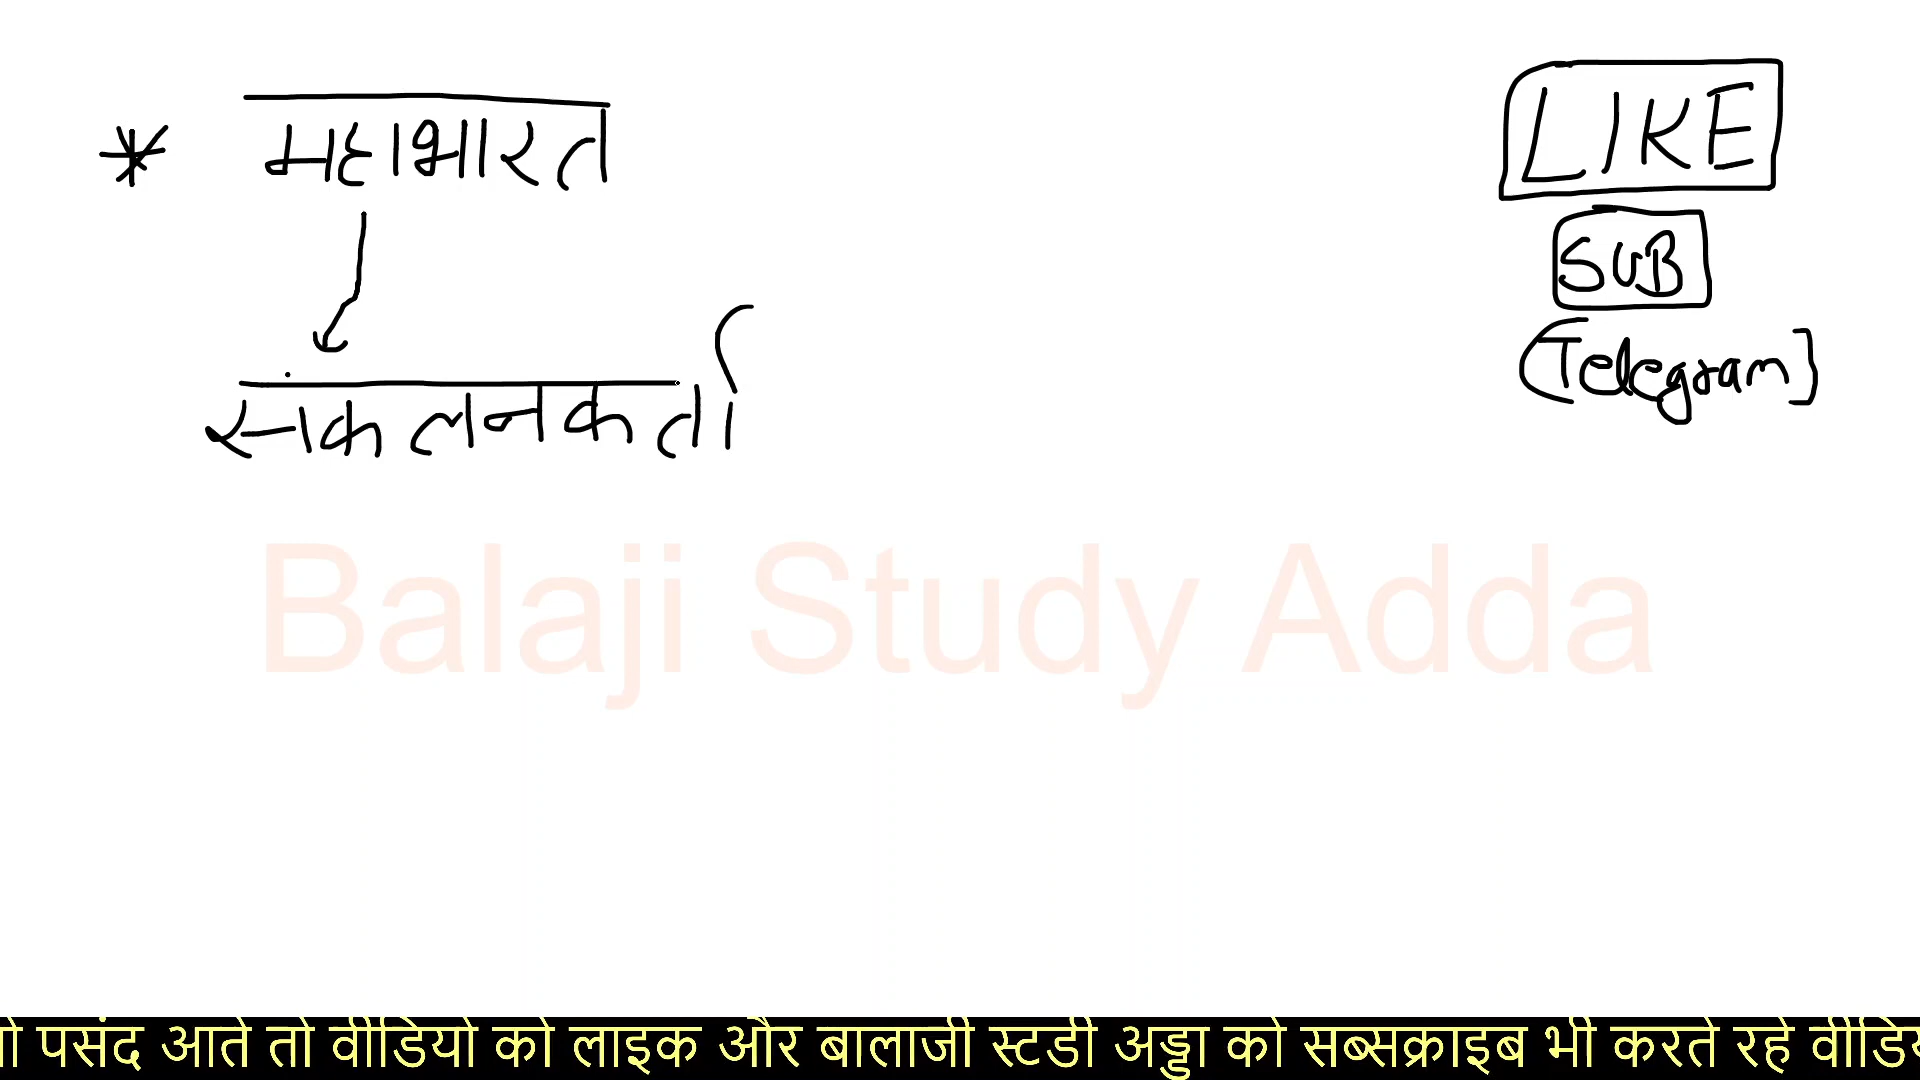 * महाभारत
संकलनकर्ता
LIKE
SUB
(Telegram]
Balaji Study Adda
पसंद आते तो वीडियो को लाइक और बालाजी स्टडी अड्डा को सब्सक्राइब भी करते रहे